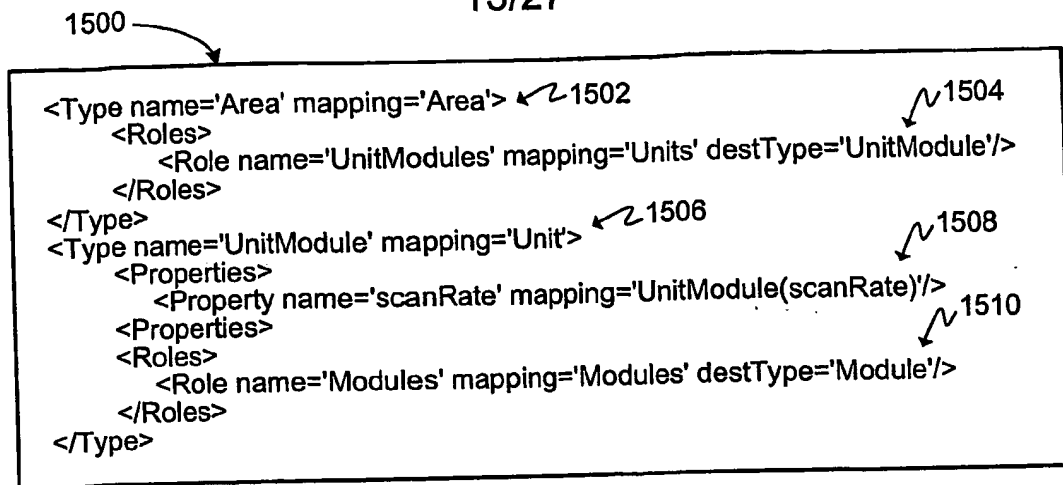 15/27
1500
<Type name='Area' mapping='Area'> 1502
<Roles> 1504
<Role name='UnitModules' mapping='Units' destType='UnitModule'/>
</Roles>
</Type>
<Type name='UnitModule' mapping='Unit'> 1506
<Properties> 1508
<Property name='scanRate' mapping='UnitModule(scanRate)'/>
<Properties>
<Roles> 1510
<Role name='Modules' mapping='Modules' destType='Module'/>
</Roles>
</Type>